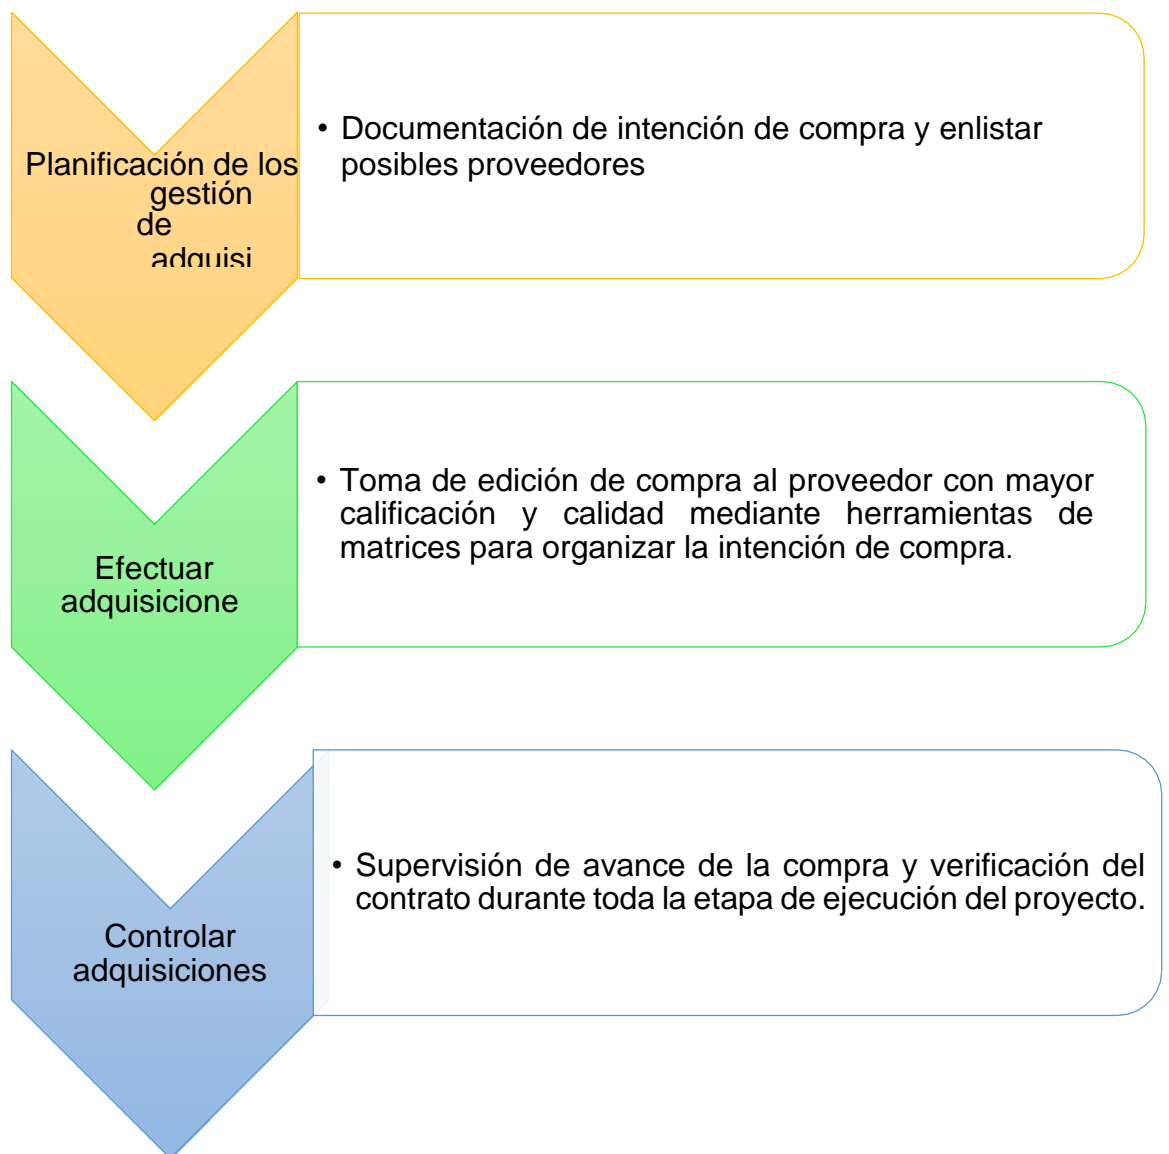 Planificación de los
gestión
de
adquisi
• Documentación de intención de compra y enlistar
posibles proveedores
Efectuar
adquisicione
• Toma de edición de compra al proveedor con mayor
calificación y calidad mediante herramientas de
matrices para organizar la intención de compra.
Controlar
adquisiciones
• Supervisión de avance de la compra y verificación del
contrato durante toda la etapa de ejecución del proyecto.